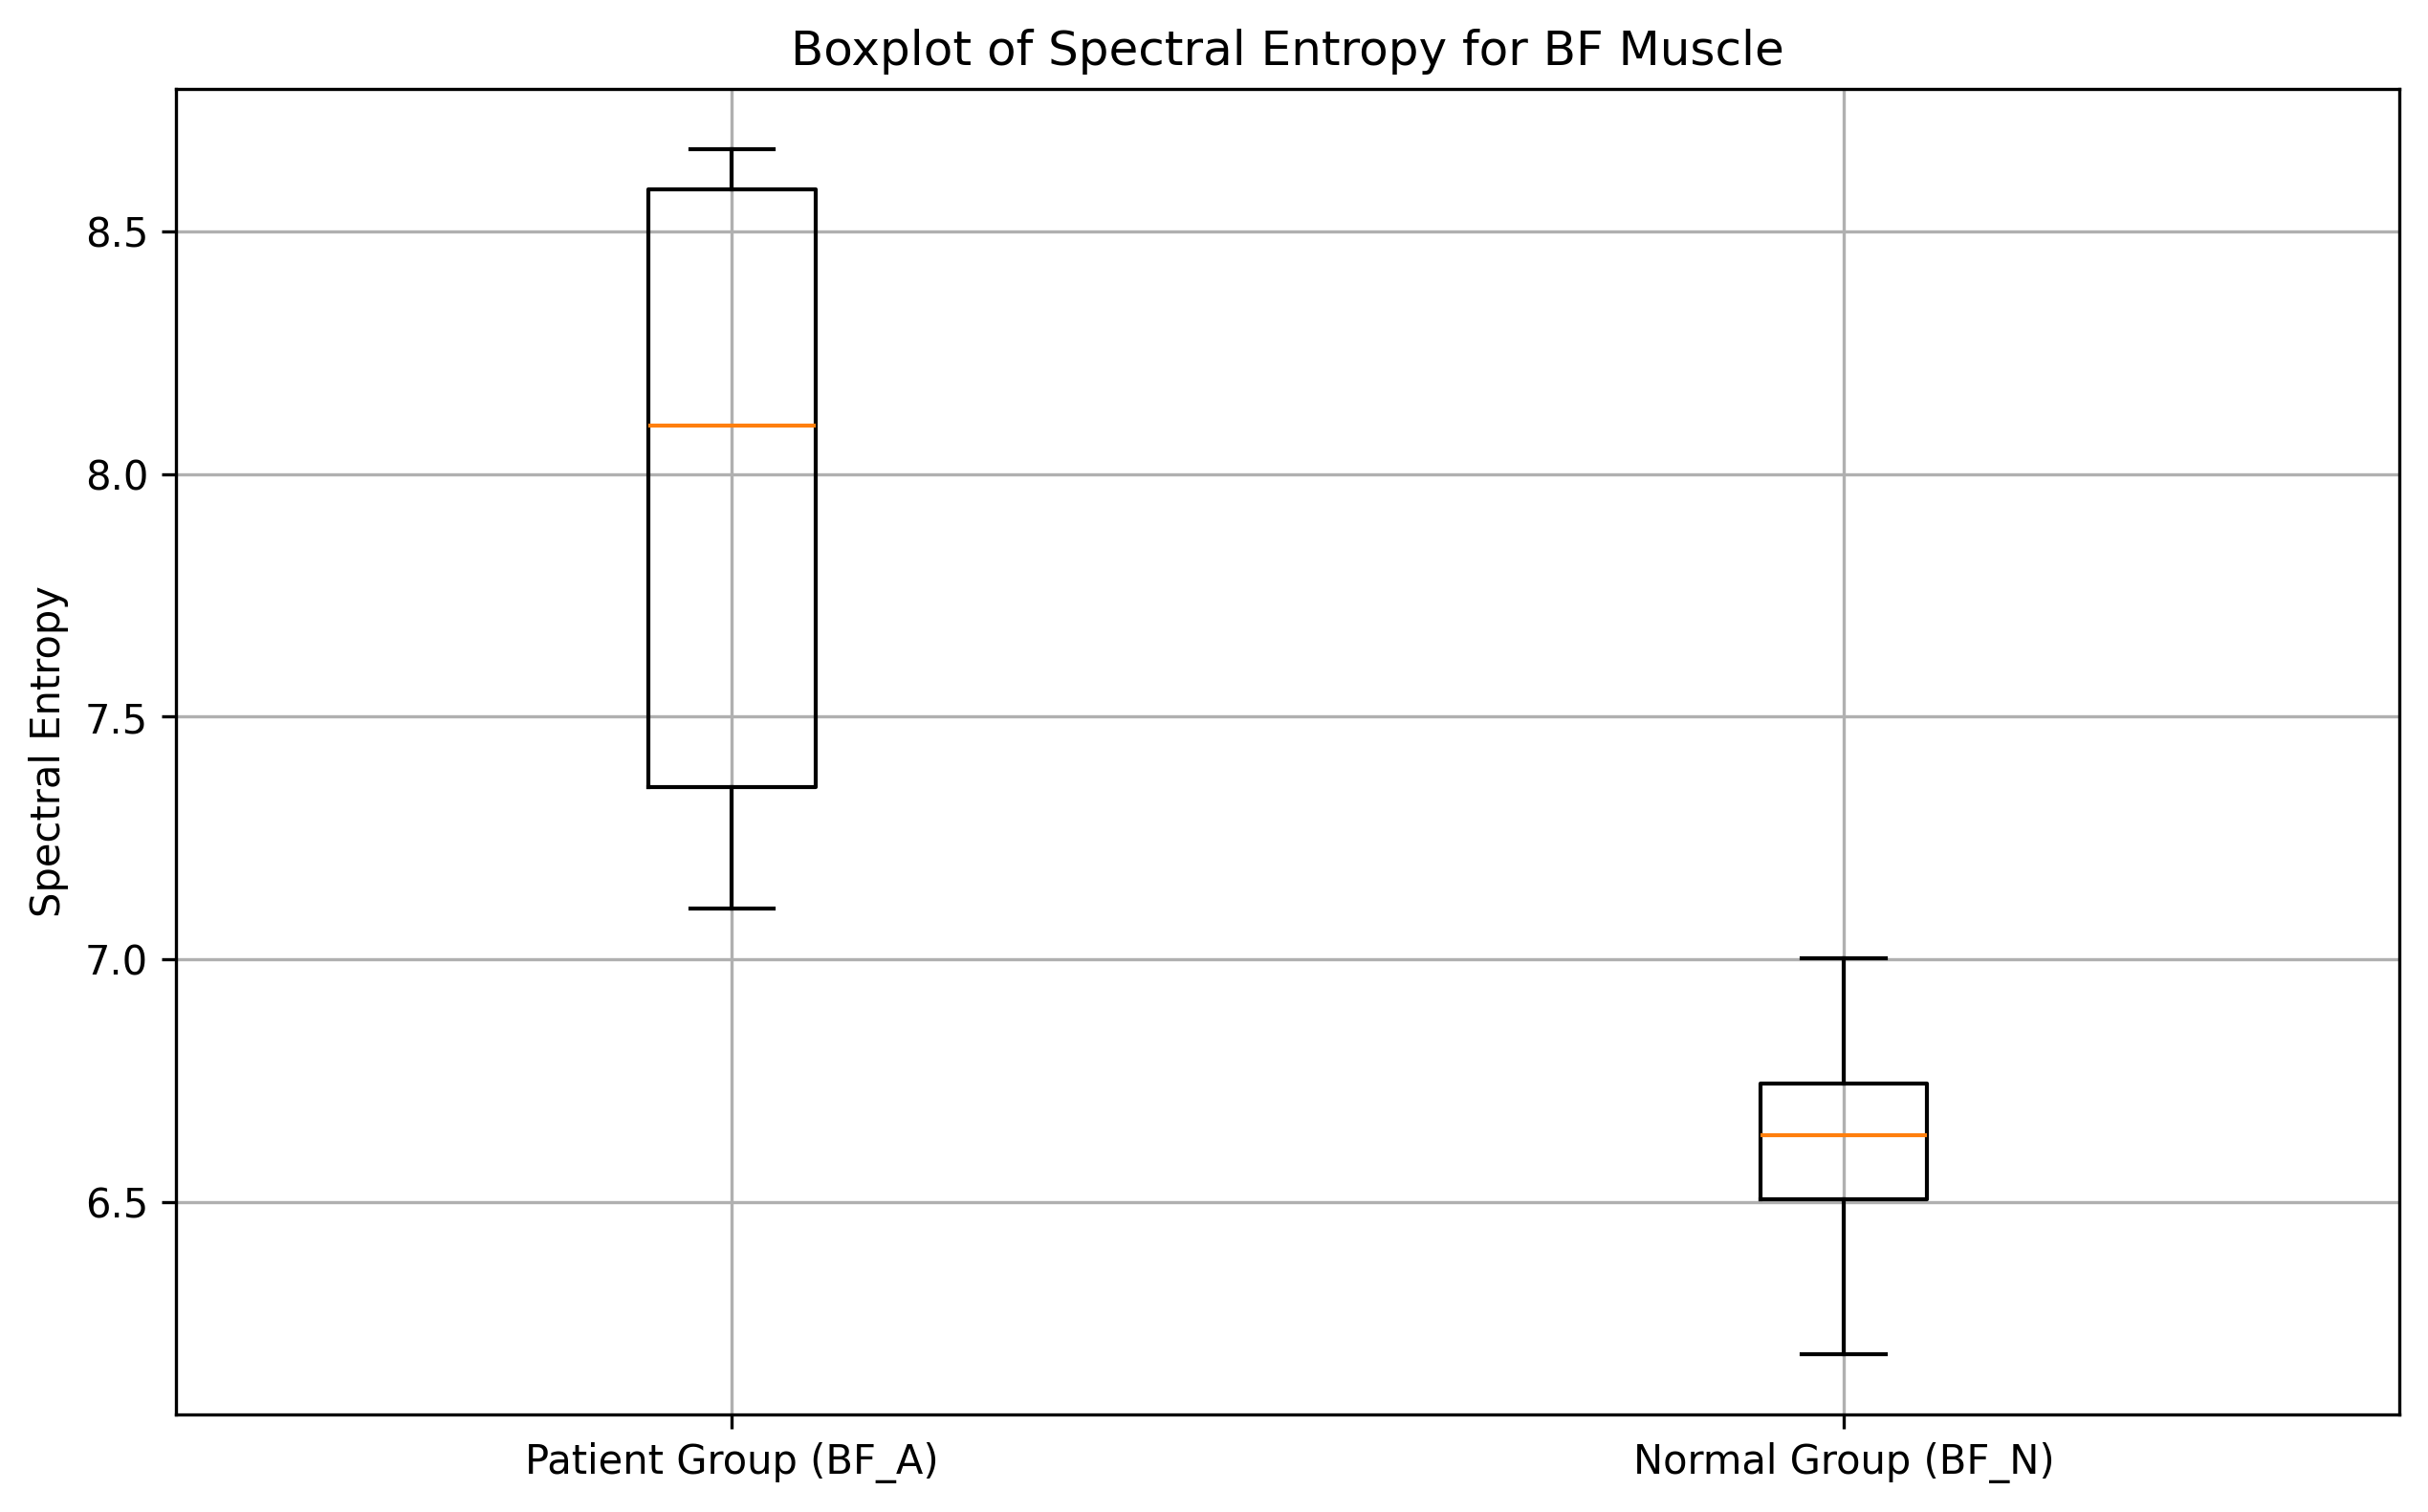 Boxplot of Spectral Entropy for BF Muscle
Spectral Entropy
8.5
8.0
7.5
7.0
6.5
Patient Group (BF_A)
Normal Group (BF_N)